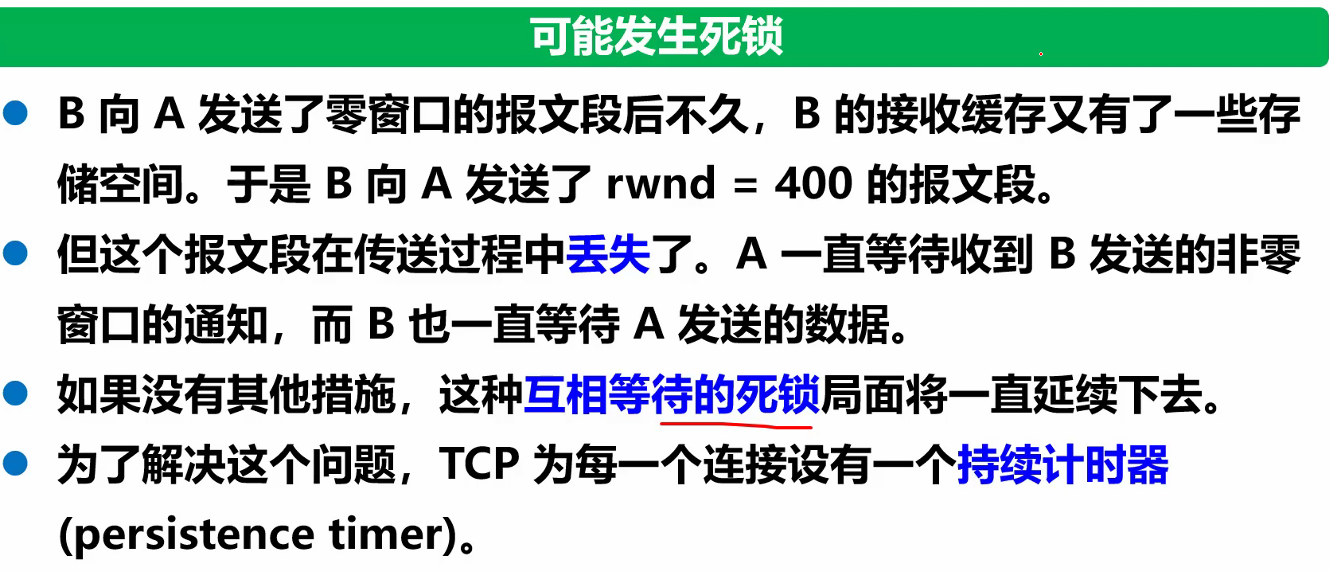 可能发生死锁
B 向 A 发送了零窗口的报文段后不久，B 的接收缓存又有了一些存
储空间。于是 B 向 A 发送了 rwnd = 400 的报文段。
但这个报文段在传送过程中丢失了。A 一直等待收到 B 发送的非零
窗口的通知，而 B 也一直等待 A 发送的数据。
如果没有其他措施，这种互相等待的死锁局面将一直延续下去。
为了解决这个问题，TCP 为每一个连接设有一个持续计时器
(persistence timer)。